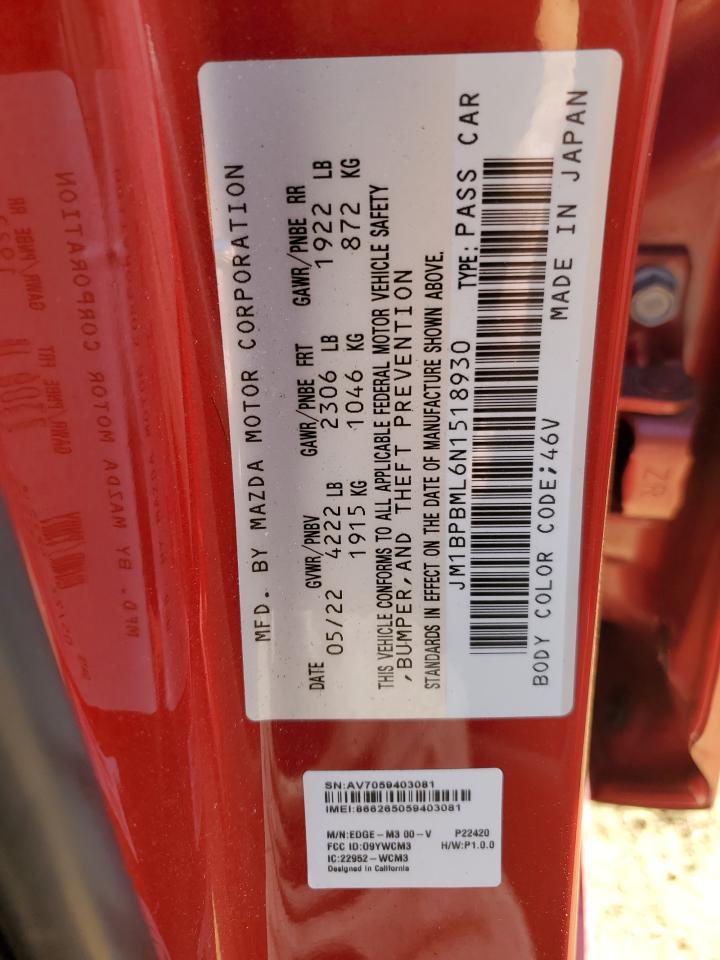 MFD. BY MAZDA MOTOR CORPORATION
DATE GVWR/PNBV GAWR/PNBE FRT GAWR/PNBE RR
05/22 4222 LB 2306 LB 1922 LB
1915 KG 1046 KG 872 KG
THIS VEHICLE CONFORMS TO ALL APPLICABLE FEDERAL MOTOR VEHICLE SAFETY
,BUMPER,AND THEFT PREVENTION
STANDARDS IN EFFECT ON THE DATE OF MANUFACTURE SHOWN ABOVE.
JM1BPBML6N1518930 TYPE: PASS CAR
BODY COLOR CODE;46V MADE IN JAPAN
SN:AV7059403081
IMEI:866265059403081
M/N:EDGE-M3 00-V P22420
FCC ID:O9YWCM3 H/W:P1.0.0
IC:22952-WCM3
Designed in California